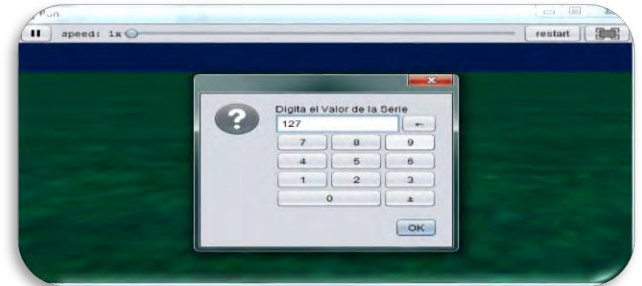 Run
speed: 1x restart
Digita el Valor de la Serie
127 ←
7 8 9
4 5 6
1 2 3
0 ±
OK